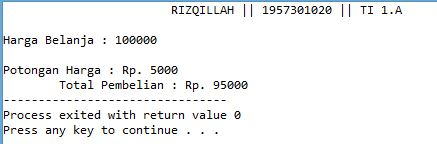 RIZQILLAH || 1957301020 || TI 1.A
Harga Belanja : 100000
Potongan Harga : Rp. 5000
Total Pembelian : Rp. 95000
--------------------------------
Process exited with return value 0
Press any key to continue . . .